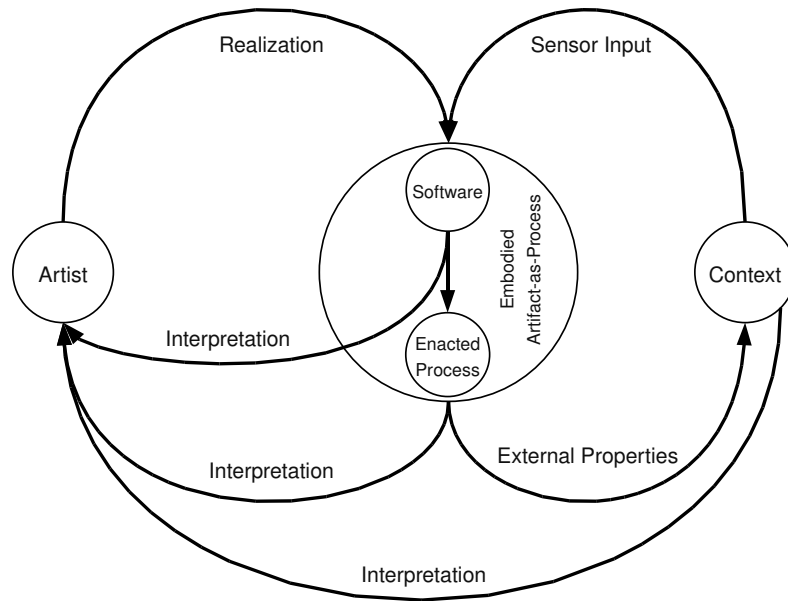 Realization
Sensor Input
Software
Embodied
Artifact-as-Process
Artist
Context
Interpretation
Enacted
Process
Interpretation
External Properties
Interpretation